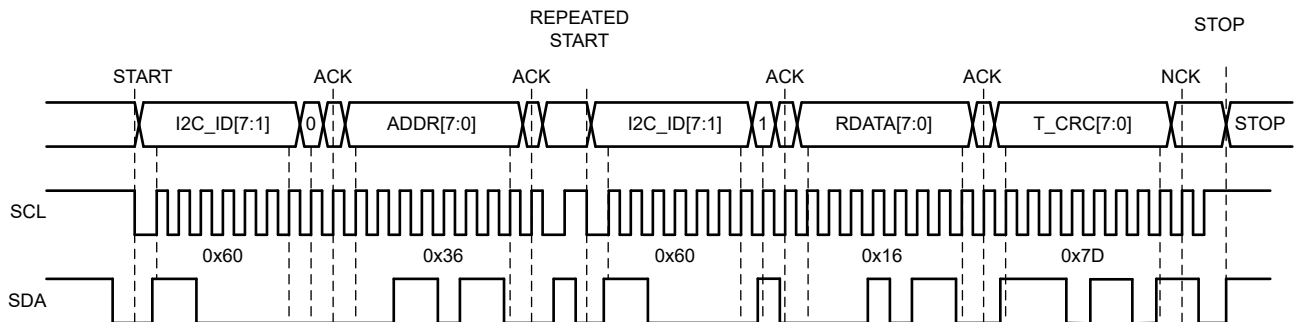 REPEATED
START
STOP
START
ACK
ACK
ACK
ACK
NCK
I2C_ID[7:1]
0
ADDR[7:0]
I2C_ID[7:1]
1
RDATA[7:0]
T_CRC[7:0]
STOP
SCL
0x60
0x36
0x60
0x16
0x7D
SDA